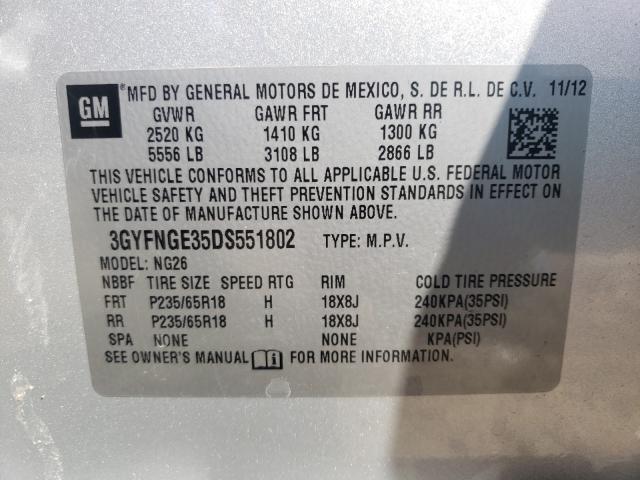 GM
® MFD BY GENERAL MOTORS DE MEXICO, S. DE R.L. DE C.V. 11/12
GVWR GAWR FRT GAWR RR
2520 KG 1410 KG 1300 KG
5556 LB 3108 LB 2866 LB
THIS VEHICLE CONFORMS TO ALL APPLICABLE U.S. FEDERAL MOTOR
VEHICLE SAFETY AND THEFT PREVENTION STANDARDS IN EFFECT ON
THE DATE OF MANUFACTURE SHOWN ABOVE.
3GYFNGE35DS551802 TYPE: M.P.V.
MODEL: NG26
NBBF TIRE SIZE SPEED RTG RIM COLD TIRE PRESSURE
FRT P235/65R18 H 18X8J 240KPA(35PSI)
RR P235/65R18 H 18X8J 240KPA(35PSI)
SPA NONE NONE KPA(PSI)
SEE OWNER'S MANUAL FOR MORE INFORMATION.